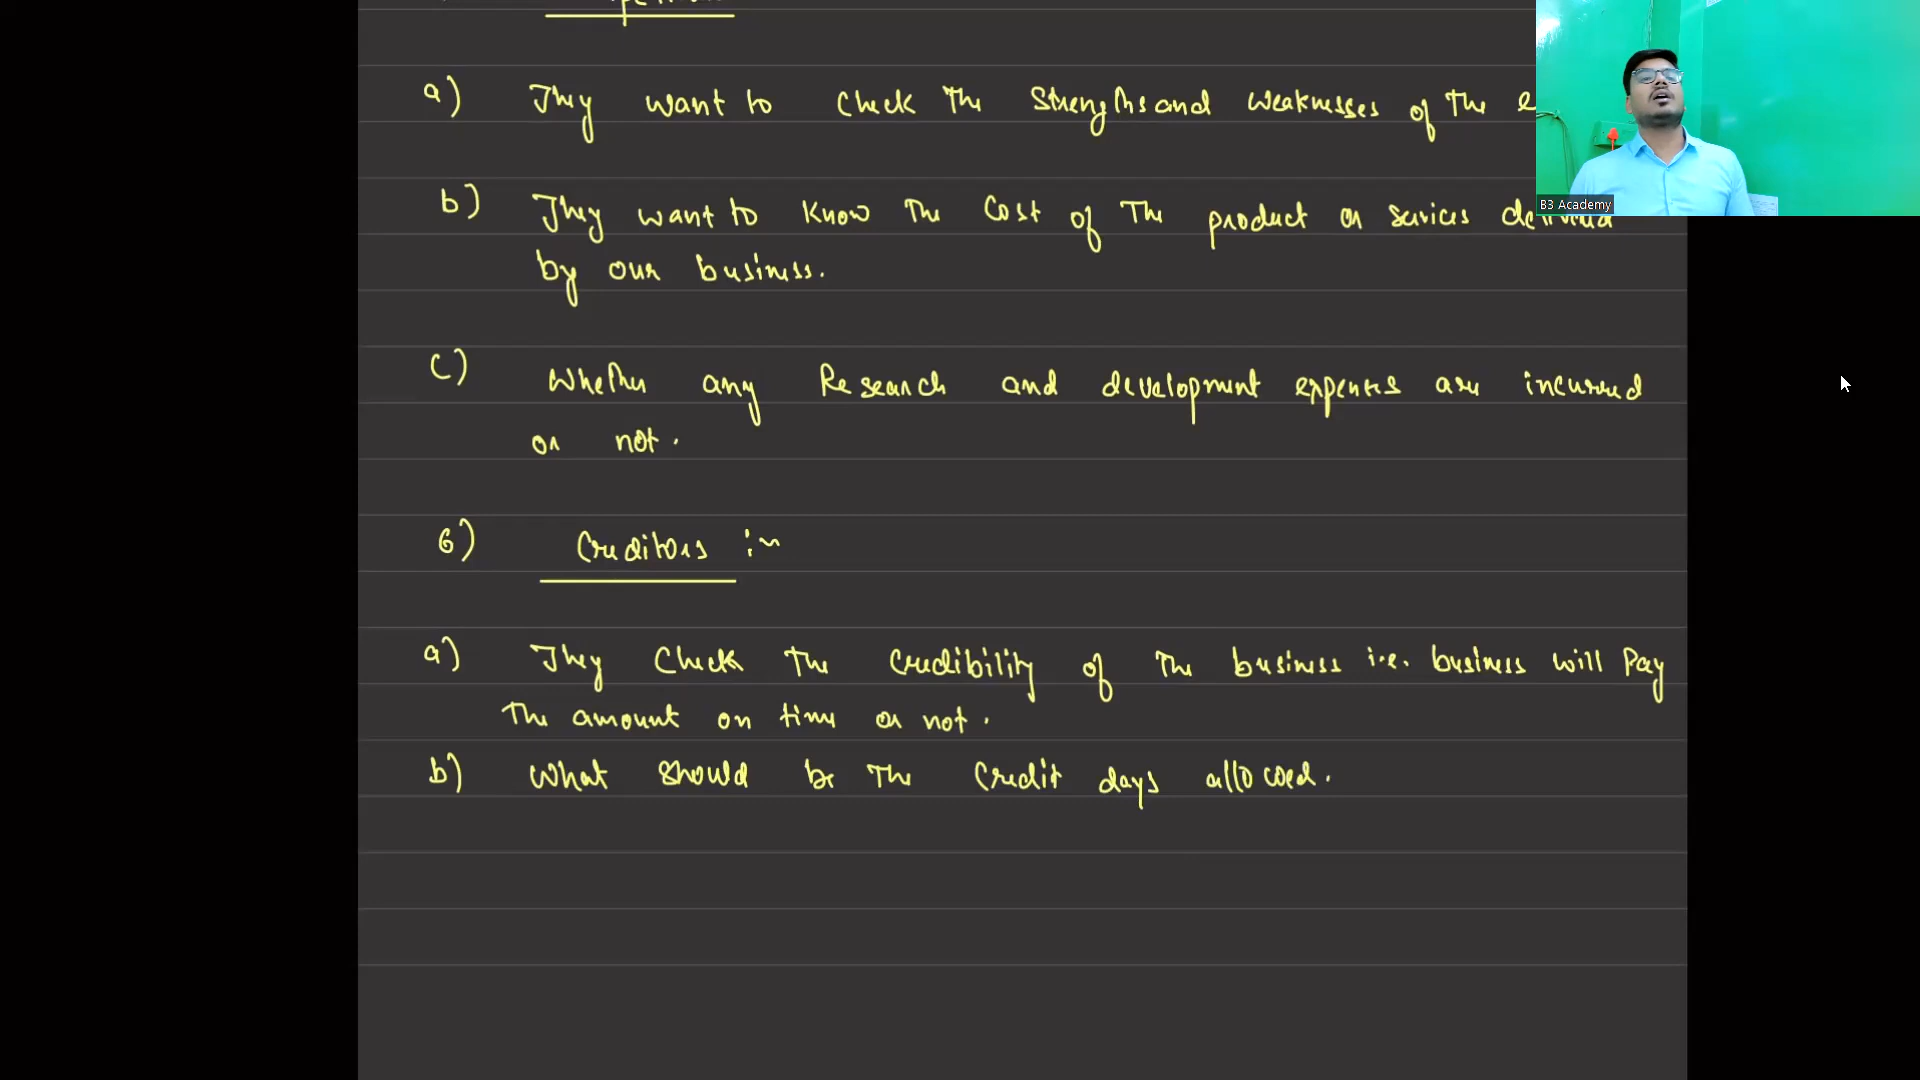 a) They want to check the strengths and weaknesses of the
b) They want to know the cost of the product or services delivered
by our business.
c) Whether any Research and development expenses are incurred
or not.
6) Creditors :~
a) They check the credibility of the business i.e. business will pay
the amount on time or not.
b) What should be the credit days allowed.
B3 Academy